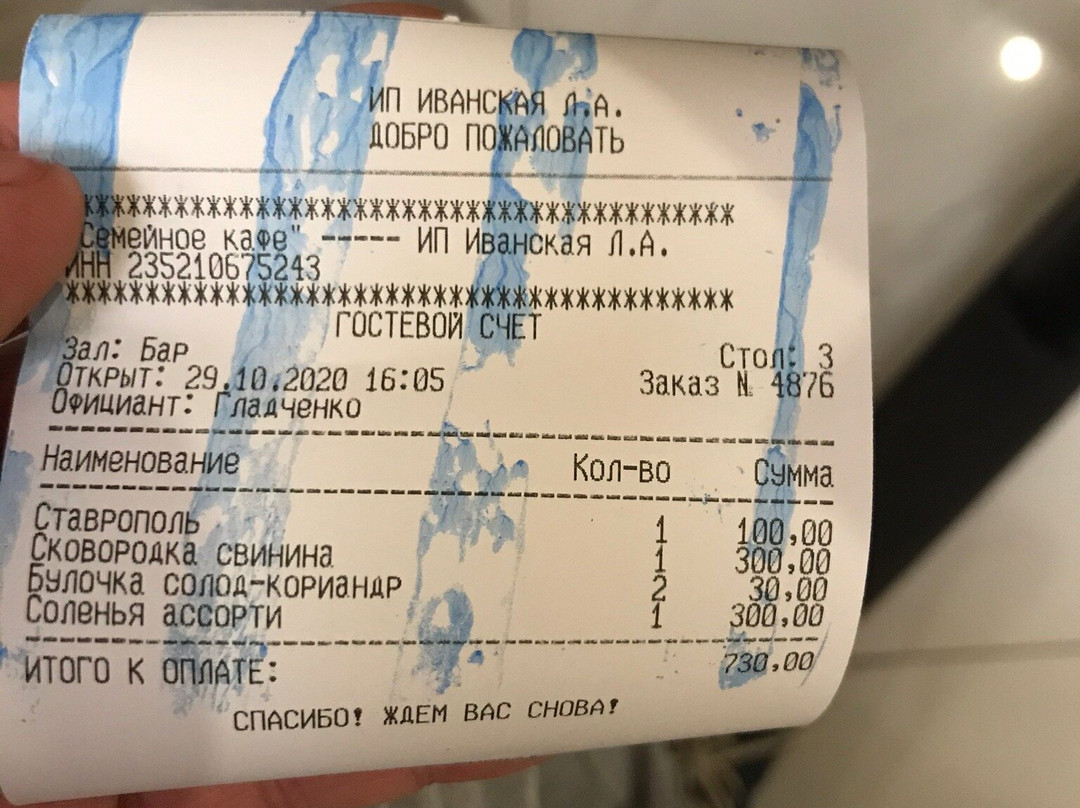 ИП ИВАНСКАЯ Л.А.
ДОБРО ПОЖАЛОВАТЬ
******************************************
Семейное кафе" ----- ИП Иванская Л.А.
ИНН 235210675243
******************************************
ГОСТЕВОЙ СЧЕТ
Зал: Бар Стол: 3
Открыт: 29.10.2020 16:05 Заказ № 4876
Официант: Гладченко
Наименование Кол-во Сумма
Ставрополь 1 100,00
Сковородка свинина 1 300,00
Булочка солод-кориандр 2 30,00
Соленья ассорти 1 300,00
ИТОГО К ОПЛАТЕ: 730,00
СПАСИБО! ЖДЕМ ВАС СНОВА!